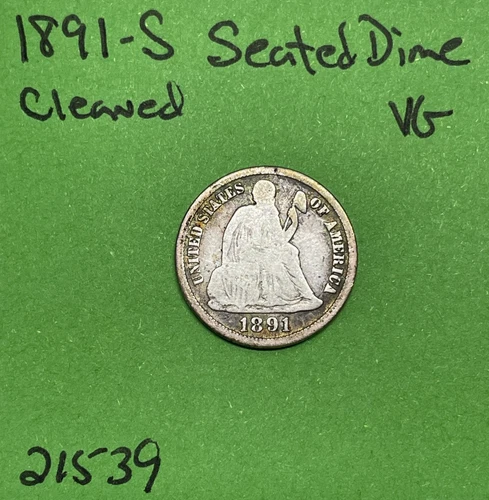 1891-S Seated Dime
Cleaned VG
UNITED STATES OF AMERICA
1891
21539